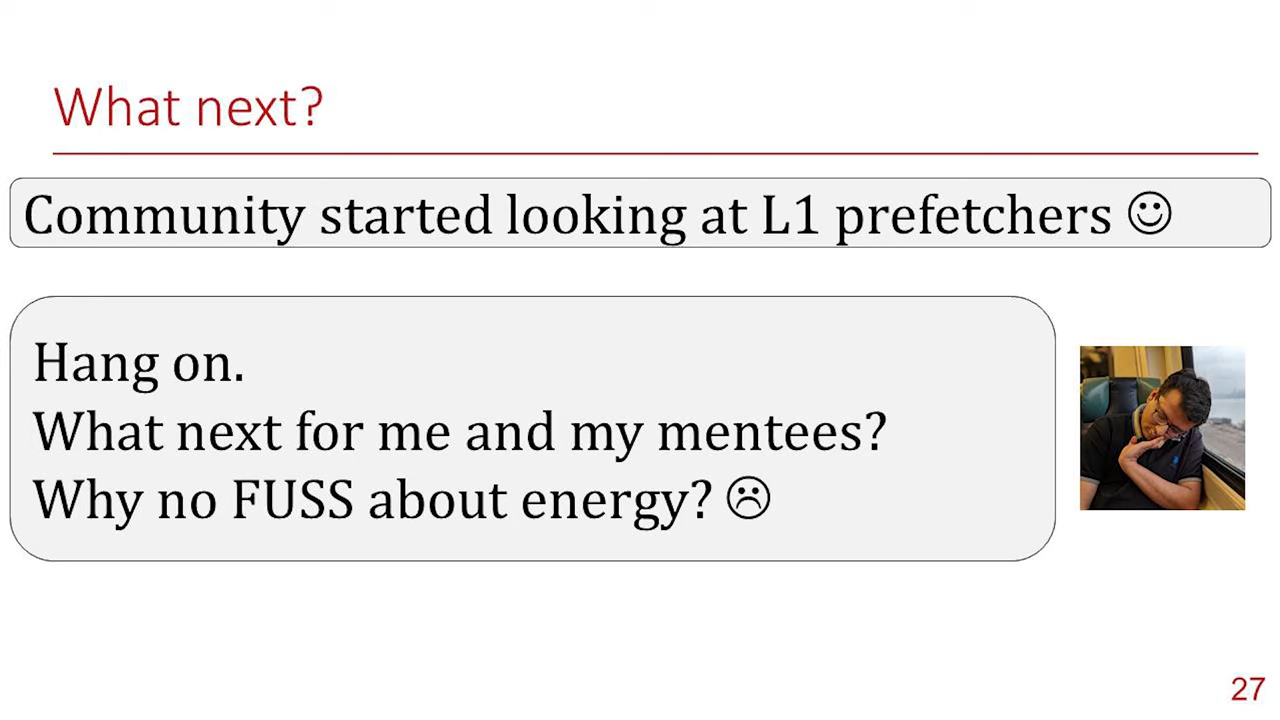 What next?
Community started looking at L1 prefetchers ☺
Hang on.
What next for me and my mentees?
Why no FUSS about energy? ☹
27